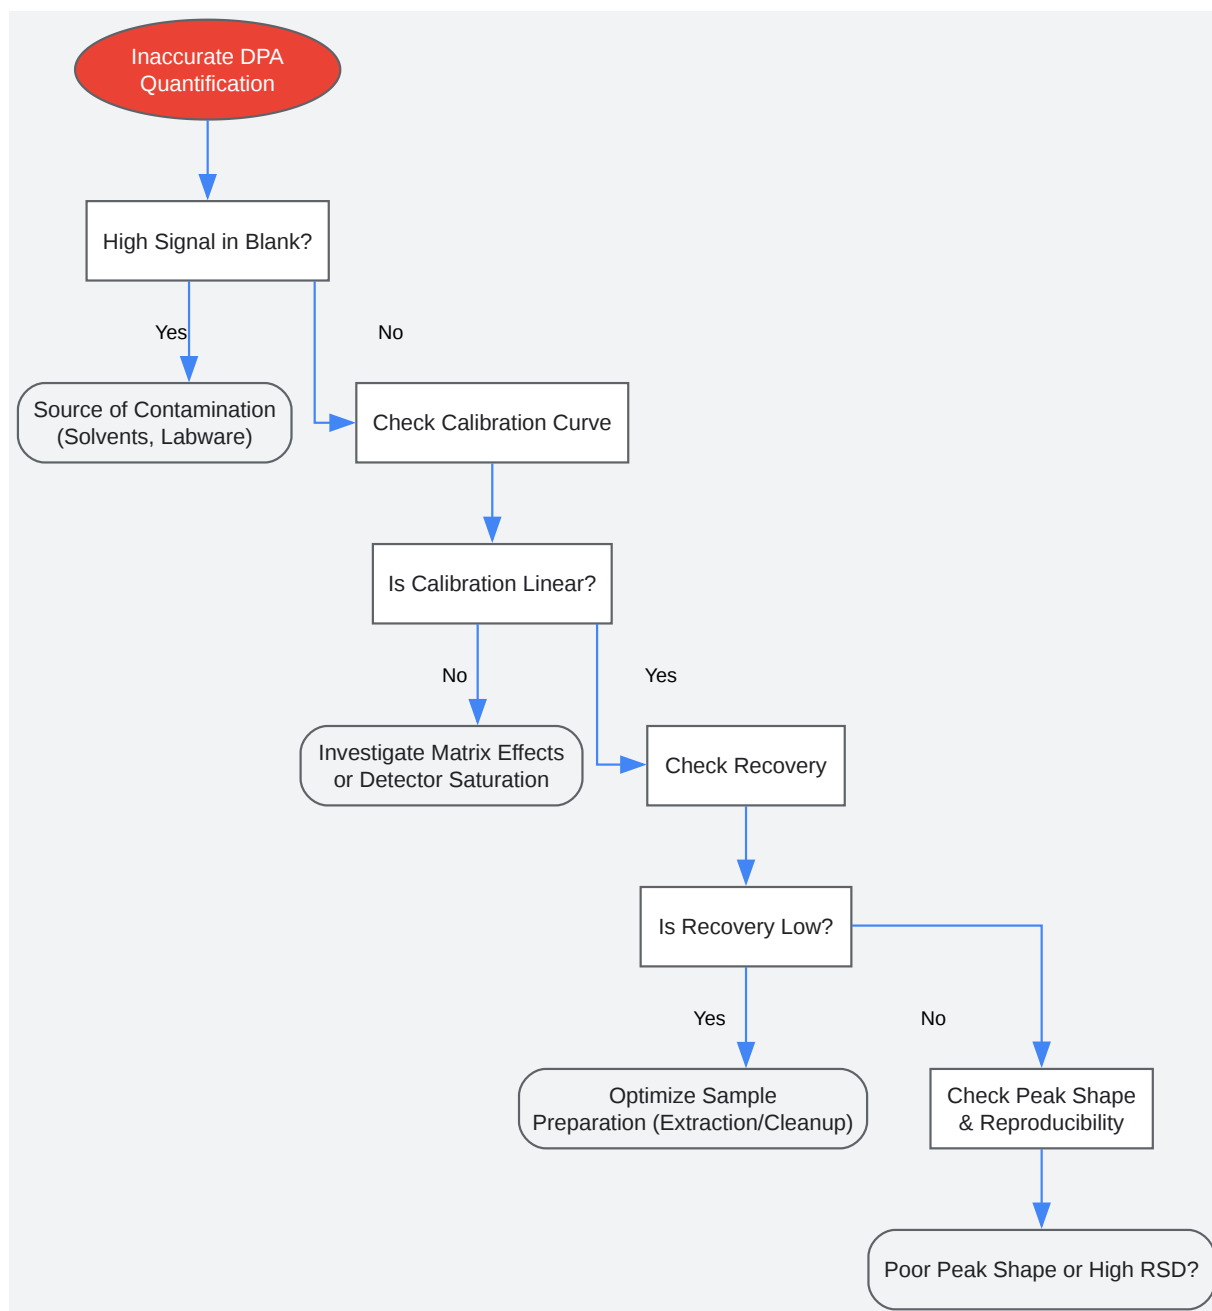 Inaccurate DPA
Quantification
High Signal in Blank?
Yes
No
Source of Contamination
(Solvents, Labware)
Check Calibration Curve
Is Calibration Linear?
No
Yes
Investigate Matrix Effects
or Detector Saturation
Check Recovery
Is Recovery Low?
Yes
No
Optimize Sample
Preparation (Extraction/Cleanup)
Check Peak Shape
& Reproducibility
Poor Peak Shape or High RSD?